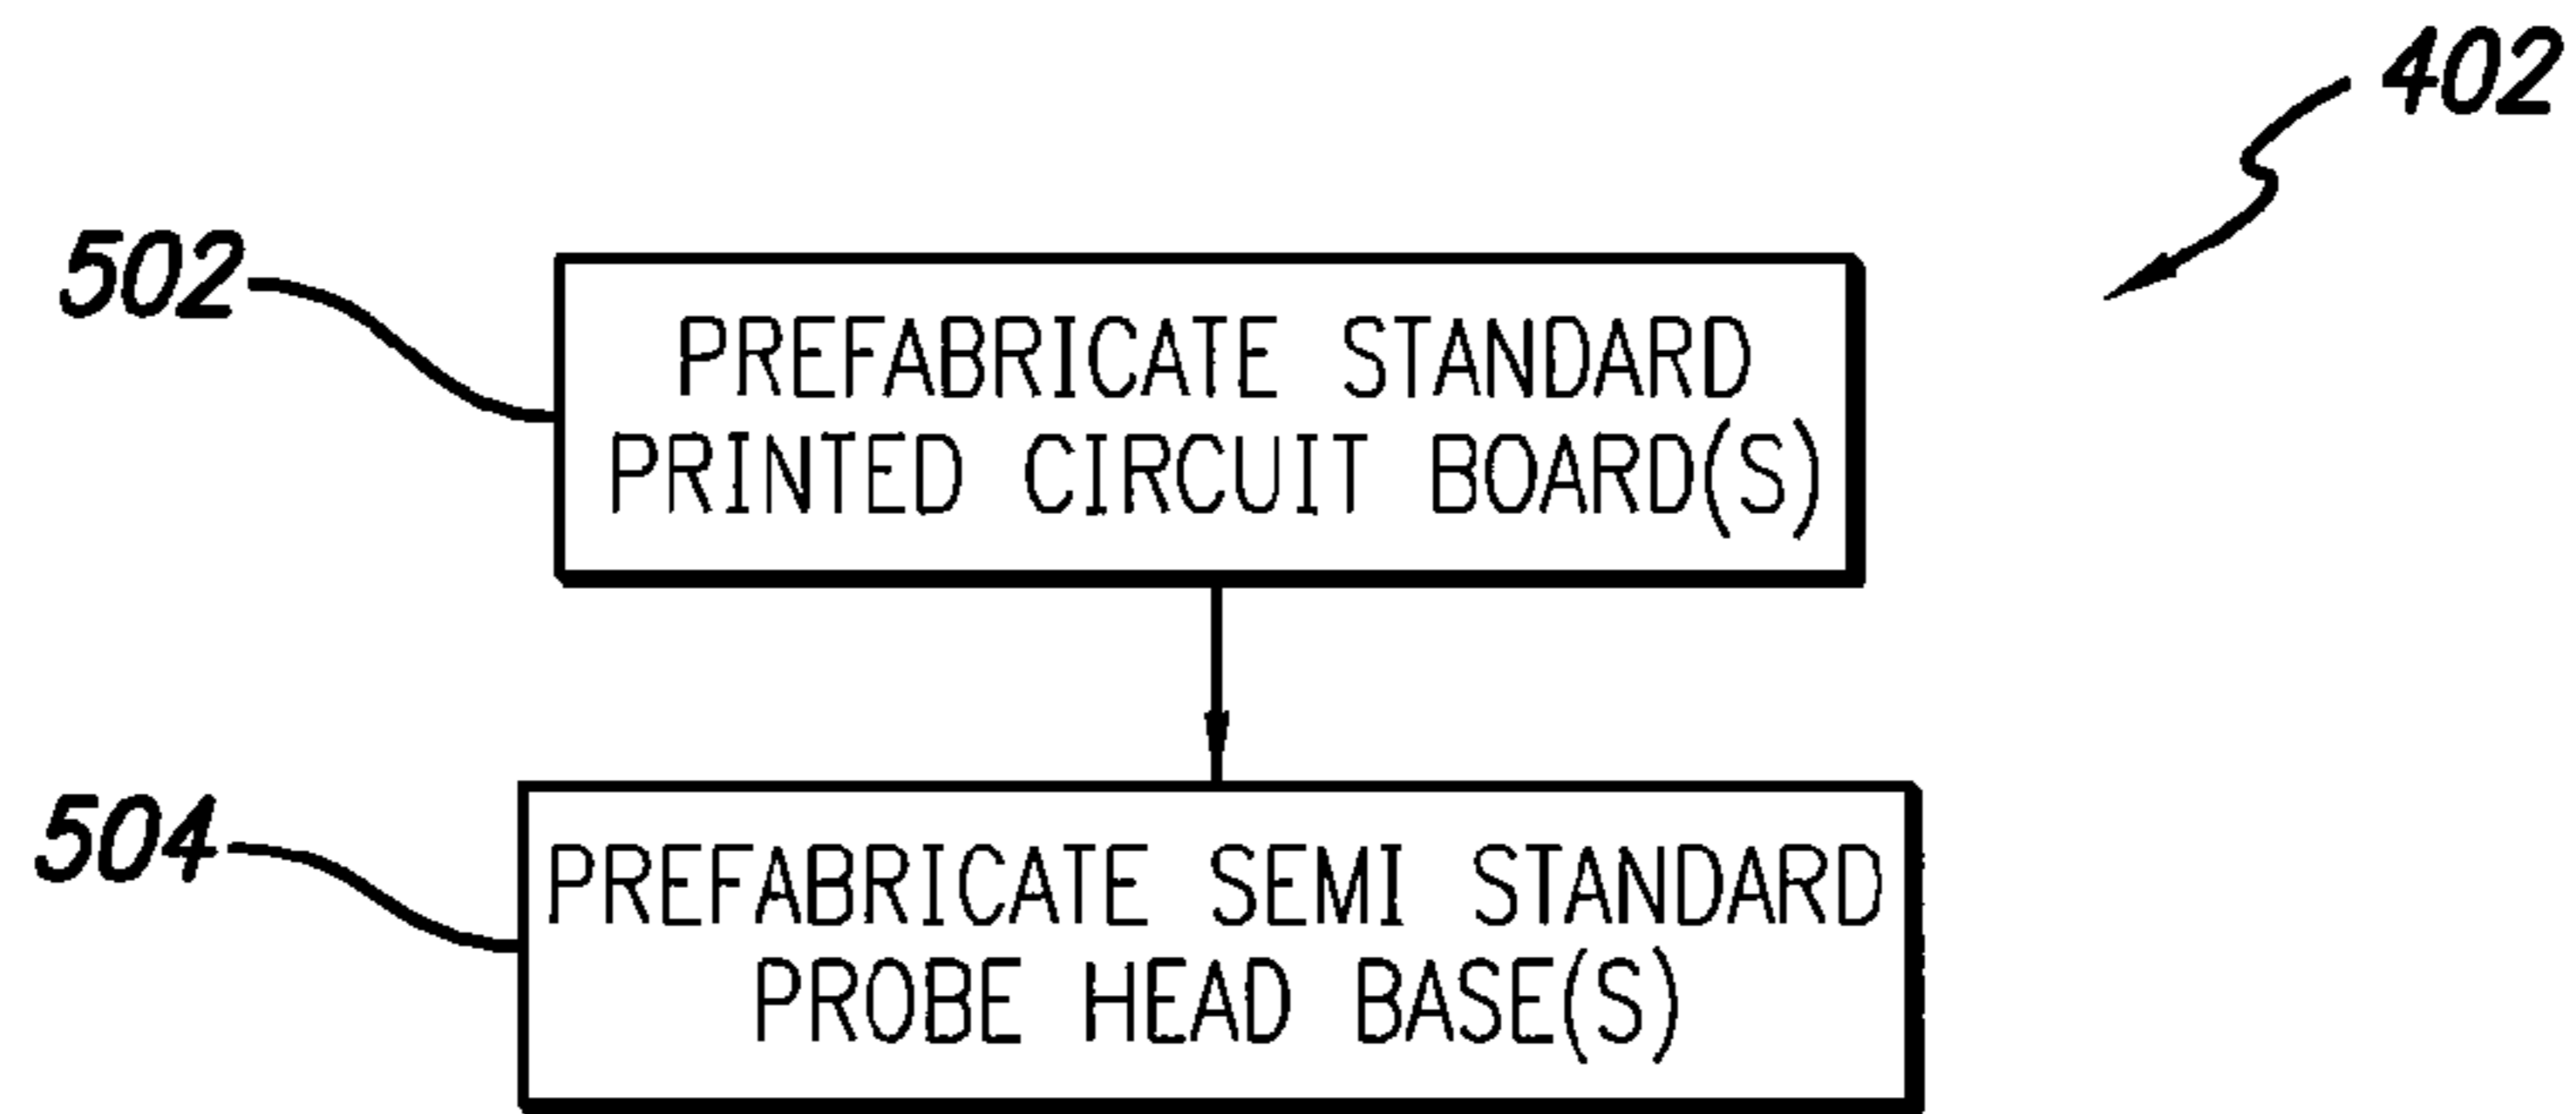 402
502
PREFABRICATE STANDARD
PRINTED CIRCUIT BOARD(S)
504
PREFABRICATE SEMI STANDARD
PROBE HEAD BASE(S)